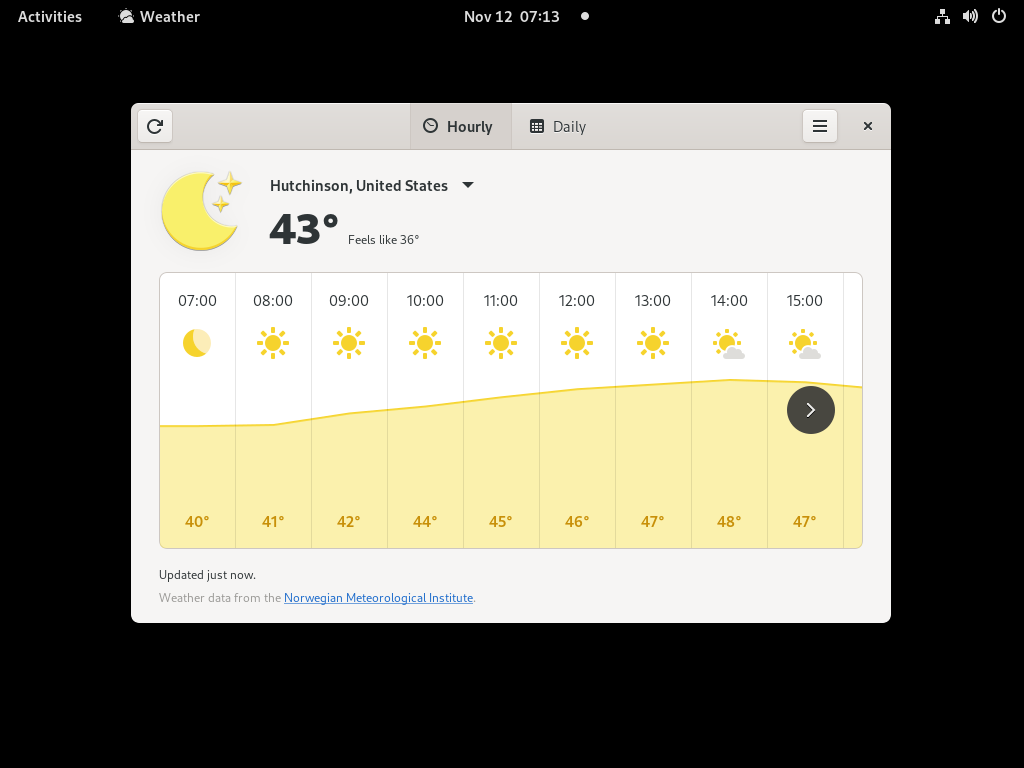 Activities Weather Nov 12 07:13
Hourly Daily
Hutchinson, United States
43° Feels like 36°
07:00 08:00 09:00 10:00 11:00 12:00 13:00 14:00 15:00
40° 41° 42° 44° 45° 46° 47° 48° 47°
Updated just now.
Weather data from the Norwegian Meteorological Institute.